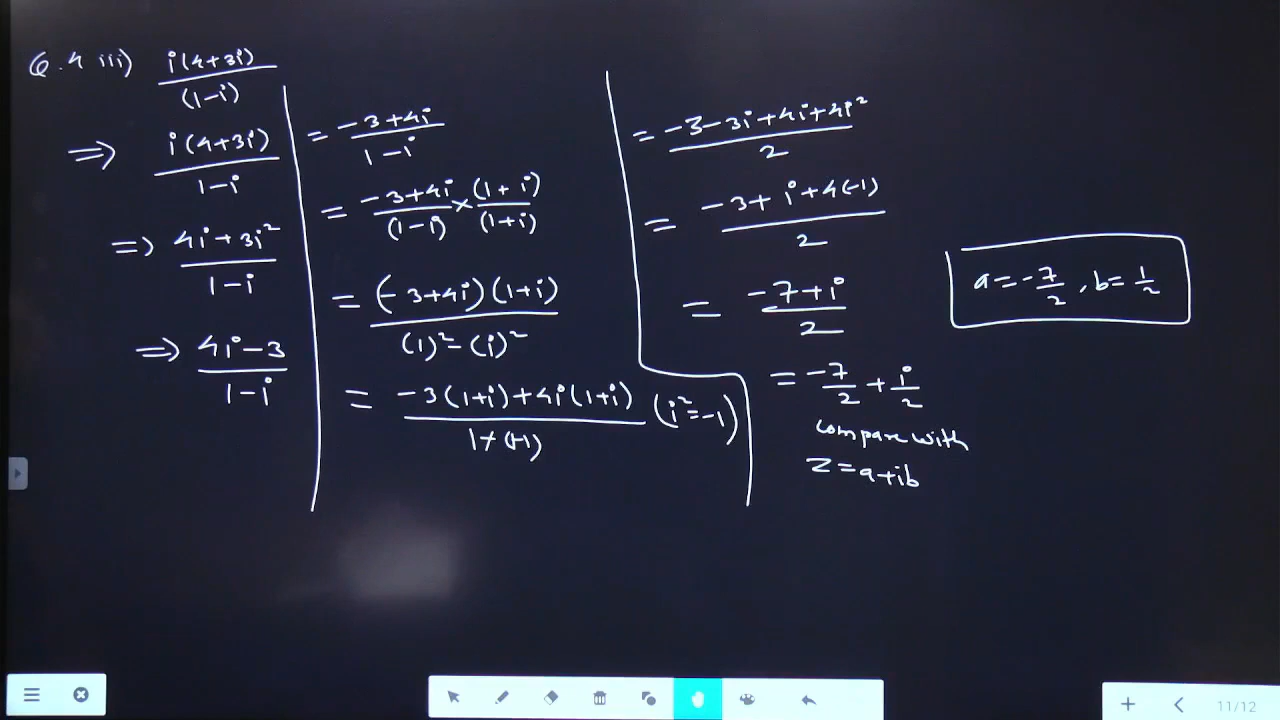 Q.4 iii) i(4+3i)/(1-i)
=> i(4+3i)/1-i
=> 4i+3i²/1-i
=> 4i-3/1-i
= -3+4i/1-i
= -3+4i/(1-i) × (1+i)/(1+i)
= (-3+4i)(1+i)/(1)²-(i)²
= -3(1+i)+4i(1+i)/1-(-1) (i²=-1)
= -3-3i+4i+4i²/2
= -3+i+4(-1)/2
= -7+i/2
= -7/2 + i/2
compare with
z=a+ib
a=-7/2, b=1/2
11/12